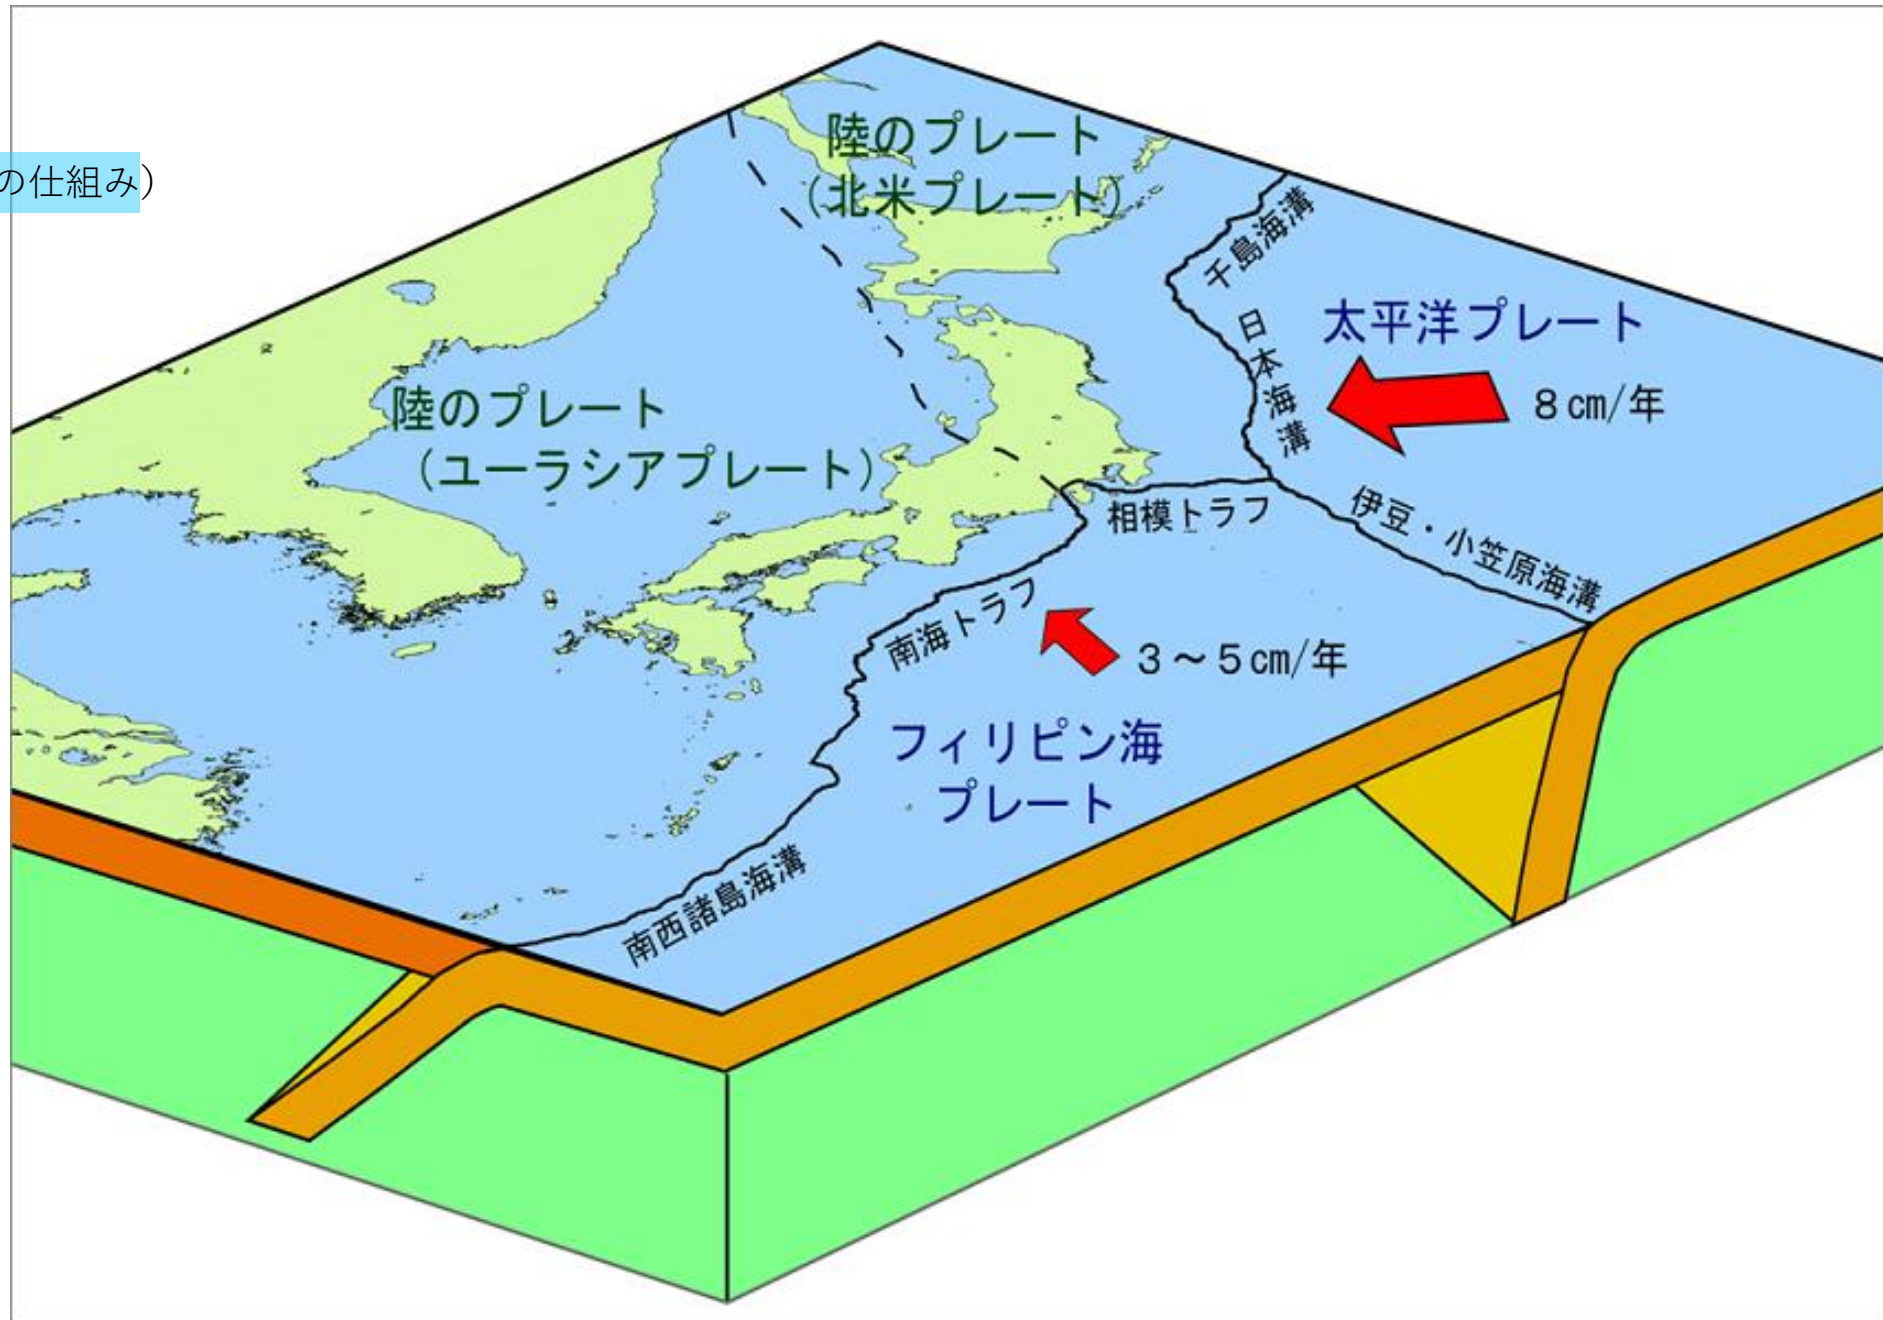 の仕組み)
陸のプレート
(北米プレート)
千島海溝
日本海溝
太平洋プレート
8cm/年
陸のプレート
(ユーラシアプレート)
相模トラフ
伊豆・小笠原海溝
南海トラフ
3～5cm/年
フィリピン海
プレート
南西諸島海溝